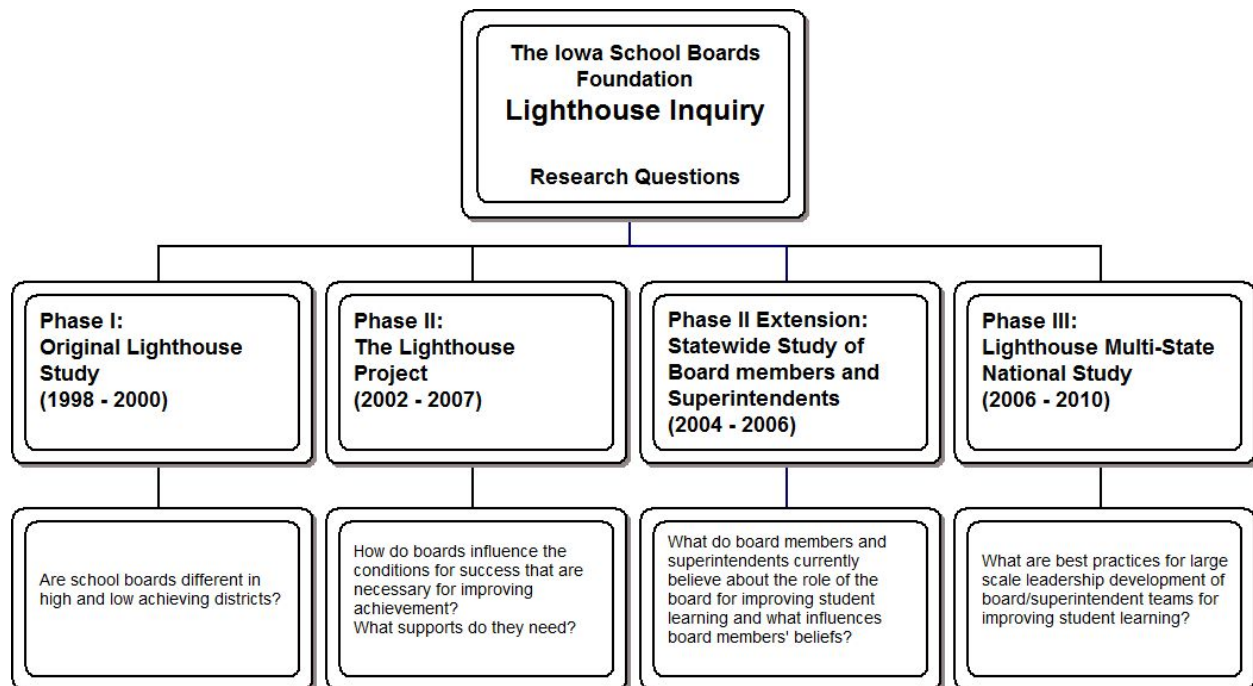 The Iowa School Boards
Foundation
Lighthouse Inquiry
Research Questions
Phase I:
Original Lighthouse
Study
(1998 - 2000)
Phase II:
The Lighthouse
Project
(2002 - 2007)
Phase II Extension:
Statewide Study of
Board members and
Superintendents
(2004 - 2006)
Phase III:
Lighthouse Multi-State
National Study
(2006 - 2010)
Are school boards different in
high and low achieving districts?
How do boards influence the
conditions for success that are
necessary for improving
achievement?
What supports do they need?
What do board members and
superintendents currently
believe about the role of the
board for improving student
learning and what influences
board members' beliefs?
What are best practices for large
scale leadership development of
board/superintendent teams for
improving student learning?